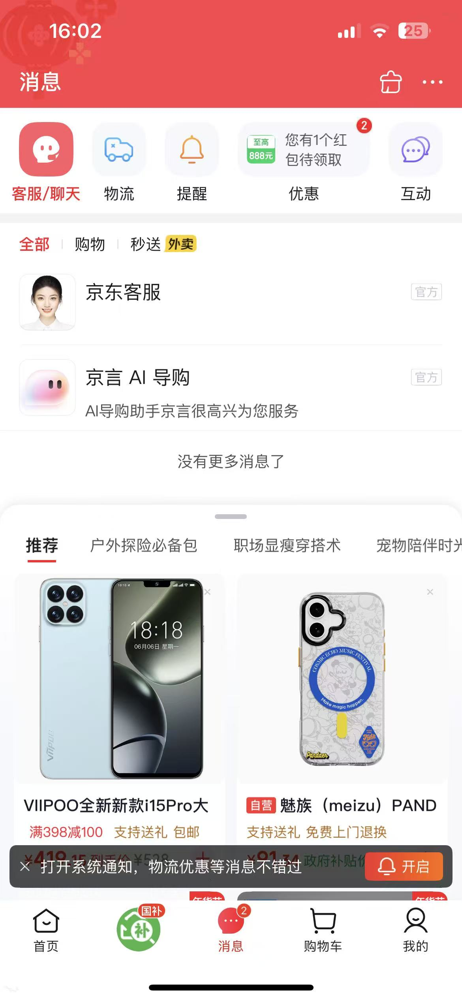 16:02
25
消息
至高
888元
您有1个红
包待领取
2
客服/聊天
物流
提醒
优惠
互动
全部
购物
秒送
外卖
京东客服
官方
京言 AI 导购
官方
AI导购助手京言很高兴为您服务
没有更多消息了
推荐
户外探险必备包
职场显瘦穿搭术
宠物陪伴时光
18:18
18:18
06月06日 星期一
VIIPOO
COSMIC ECHO MUSIC FESTIVAL
Make magic happen.
Funk
Pandaer
VIIPOO全新新款i15Pro大
自营 魅族（meizu）PAND
满398减100 支持送礼 包邮
支持送礼 免费上门退换
¥419.15 到手价 ¥528
¥91.34 政府补贴价
打开系统通知，物流优惠等消息不错过
开启
年货节
年货节
首页
国补
补
2
消息
购物车
我的